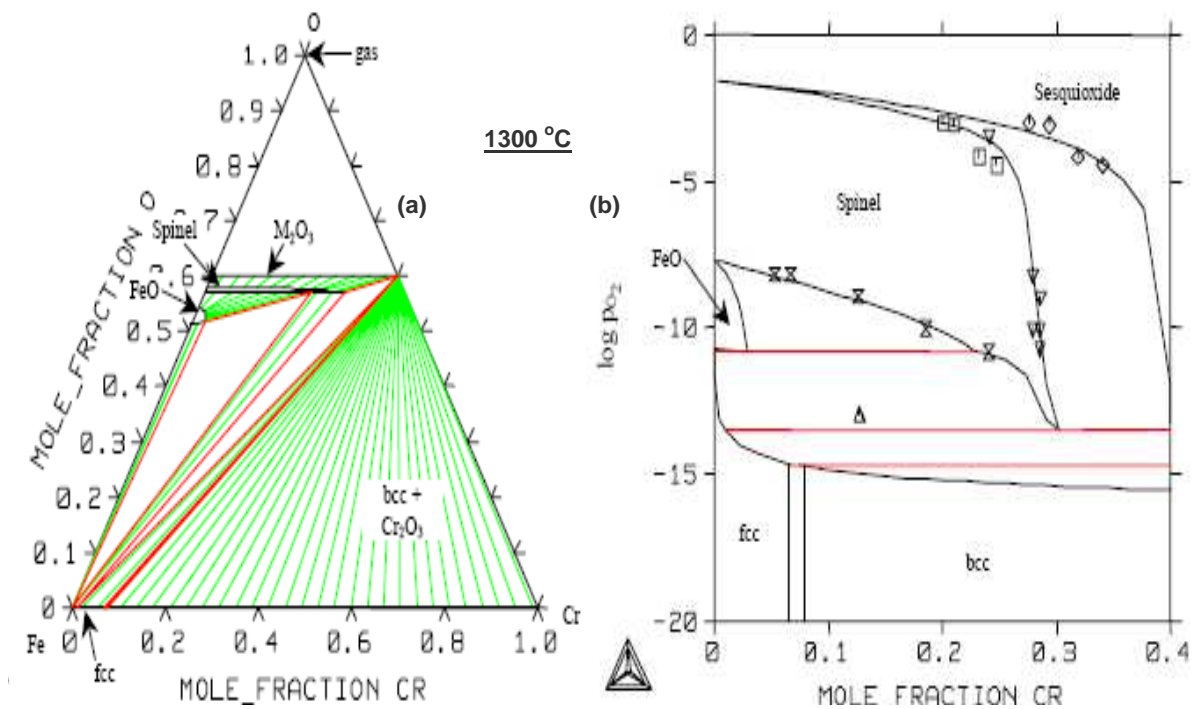 O
1.0
gas
0.9
1300 °C
0.8
(a)
MOLE_FRACTION O
Spinel
M2O3
FeO
0.5
0.4
0.3
0.2
0.1
0
bcc +
Cr2O3
Fe
0
0.2
0.4
0.6
0.8
1.0
Cr
fcc
MOLE_FRACTION CR
(b)
0
-5
-10
-15
-20
log pO2
Sesquioxide
Spinel
FeO
fcc
bcc
0
0.1
0.2
0.3
0.4
MOLE_FRACTION CR